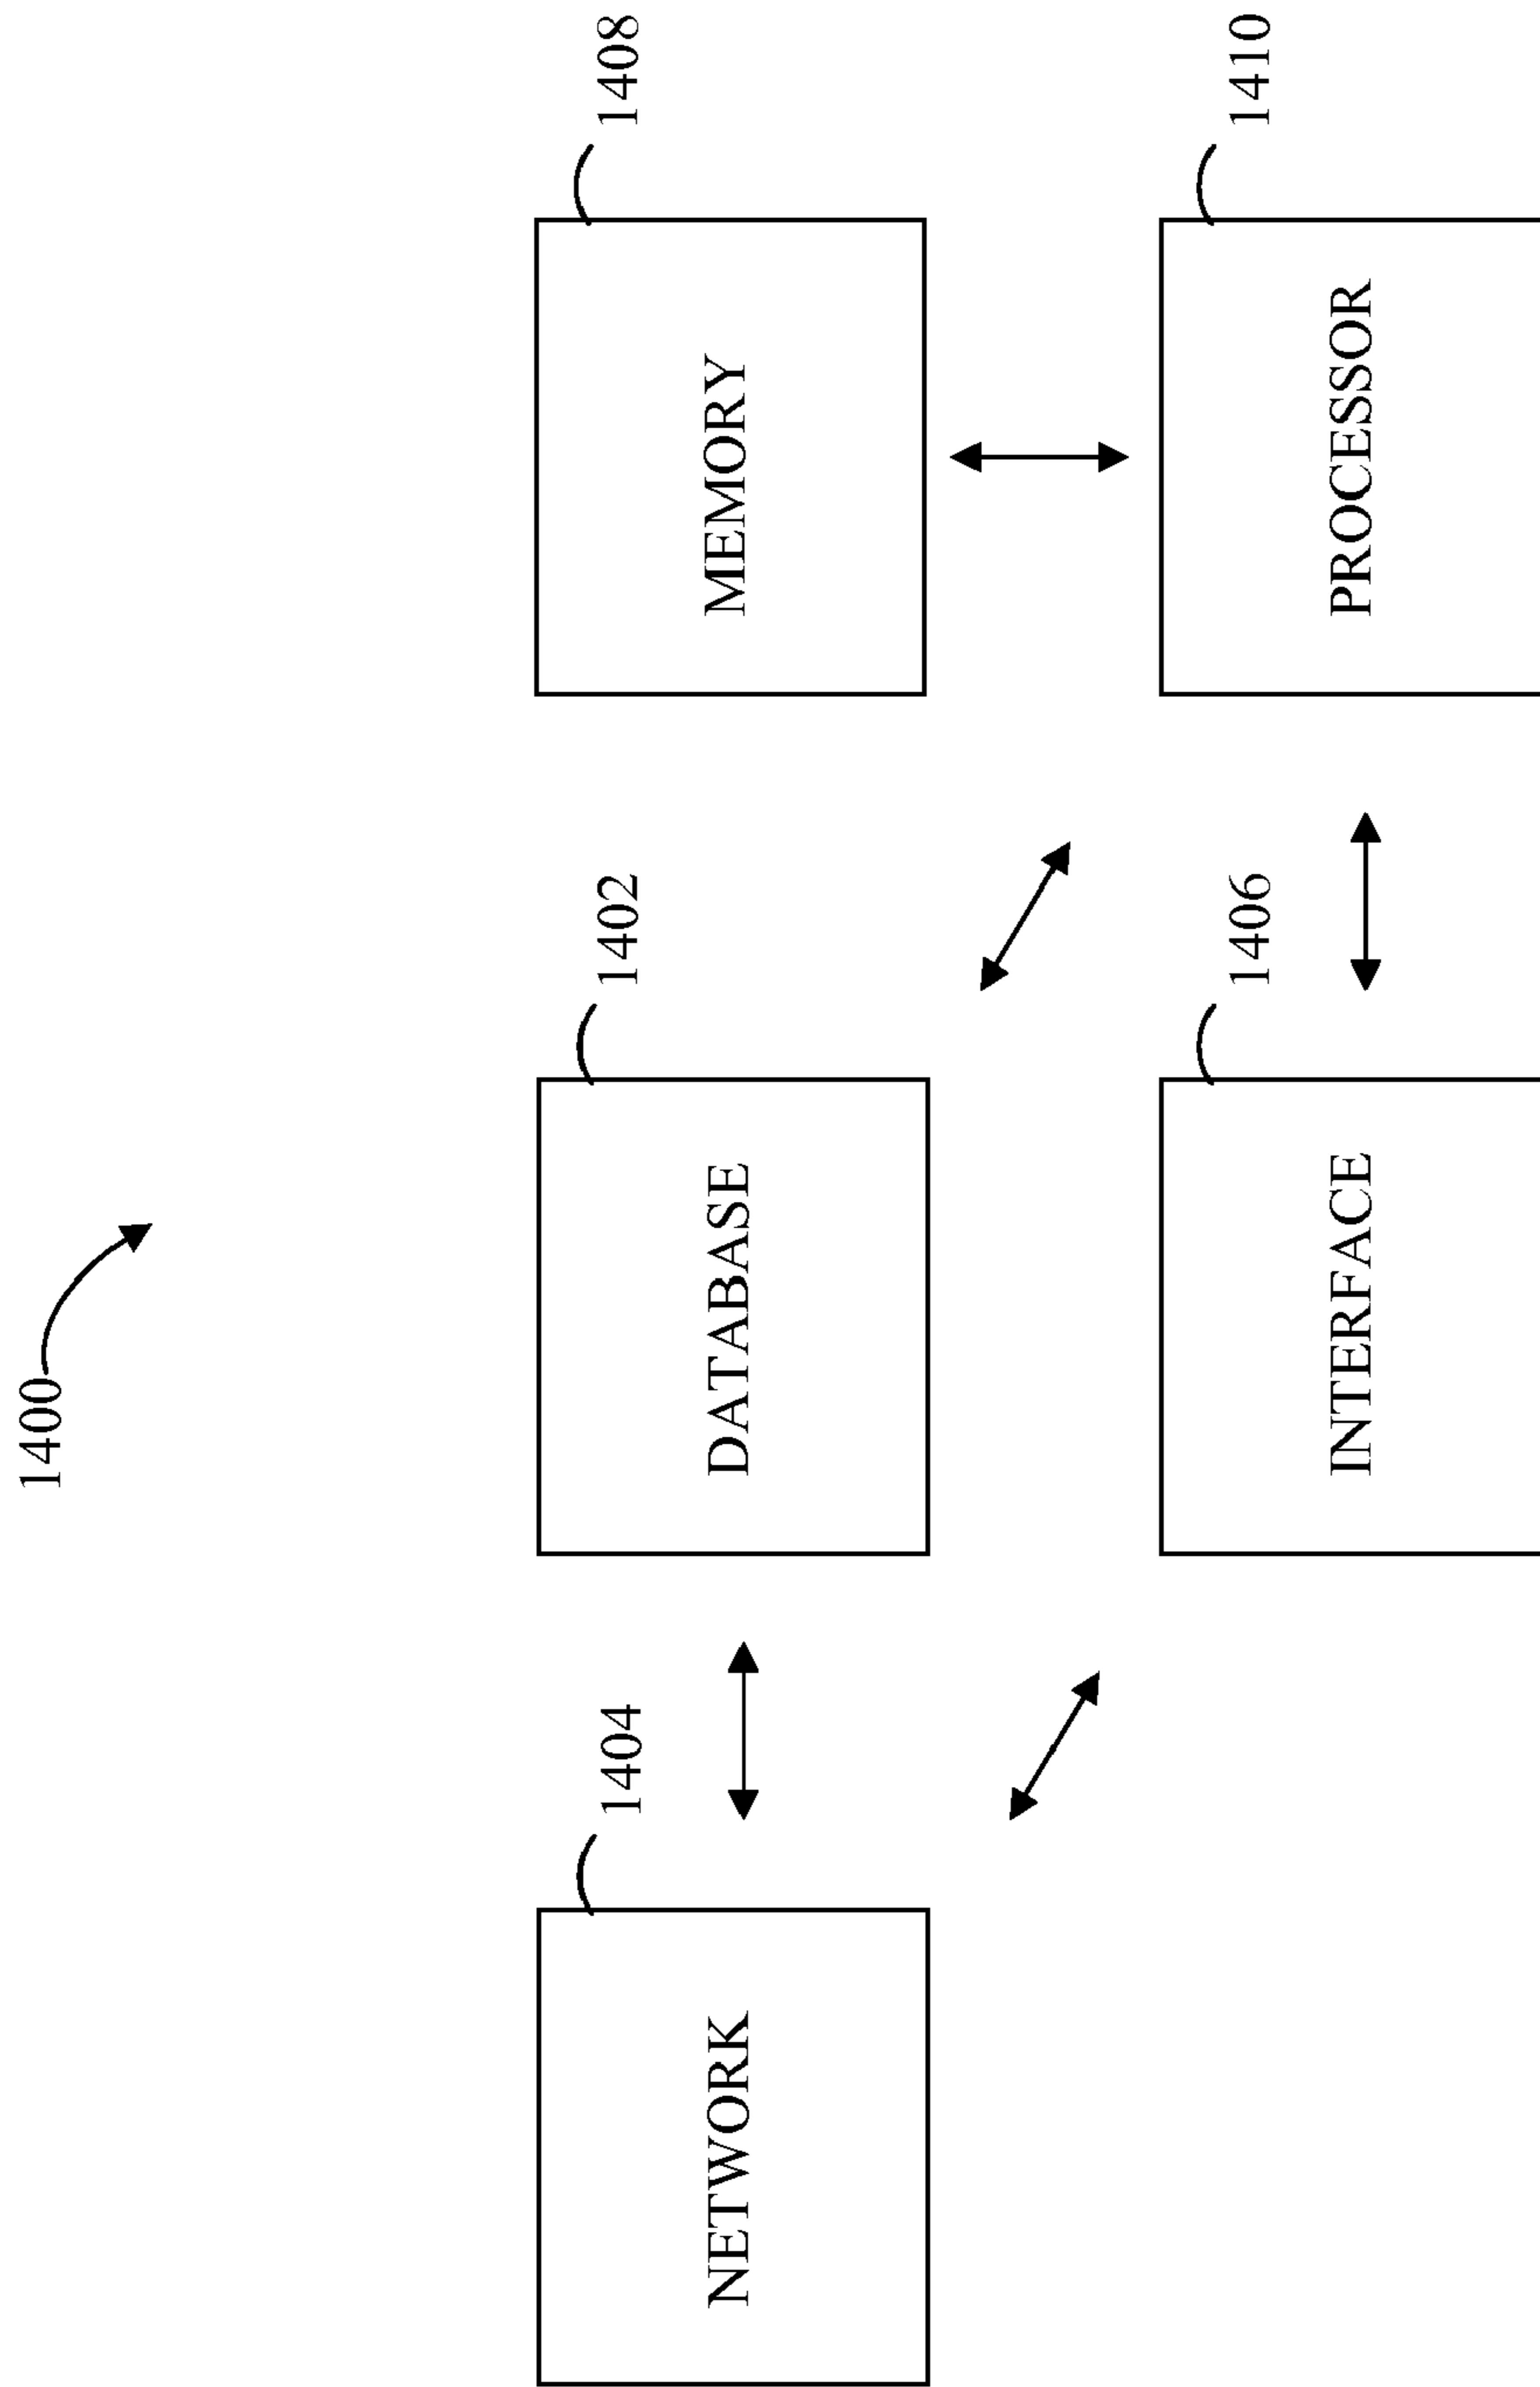 1400
1404
1402
1408
NETWORK
DATABASE
MEMORY
1406
1410
INTERFACE
PROCESSOR